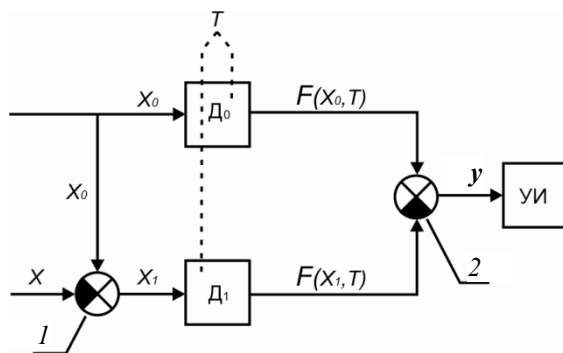 T
X₀
F(X₀,T)
Д₀
X₀
y
УИ
2
X
X₁
F(X₁,T)
Д₁
1